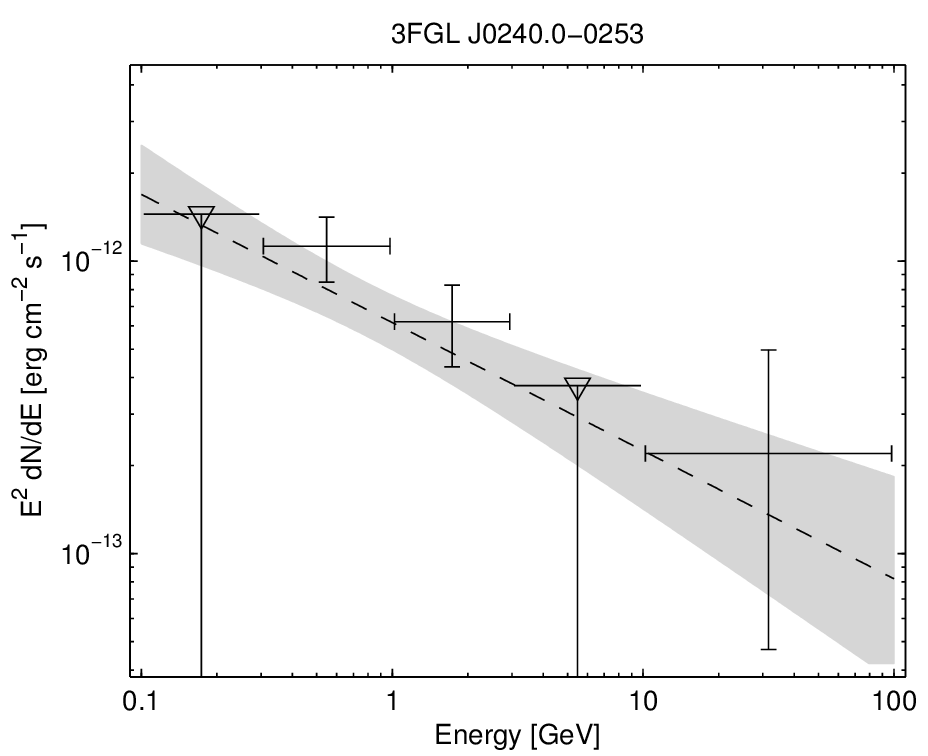 3FGL J0240.0−0253
E² dN/dE [erg cm⁻² s⁻¹]
10⁻¹²
10⁻¹³
0.1 1 10 100
Energy [GeV]